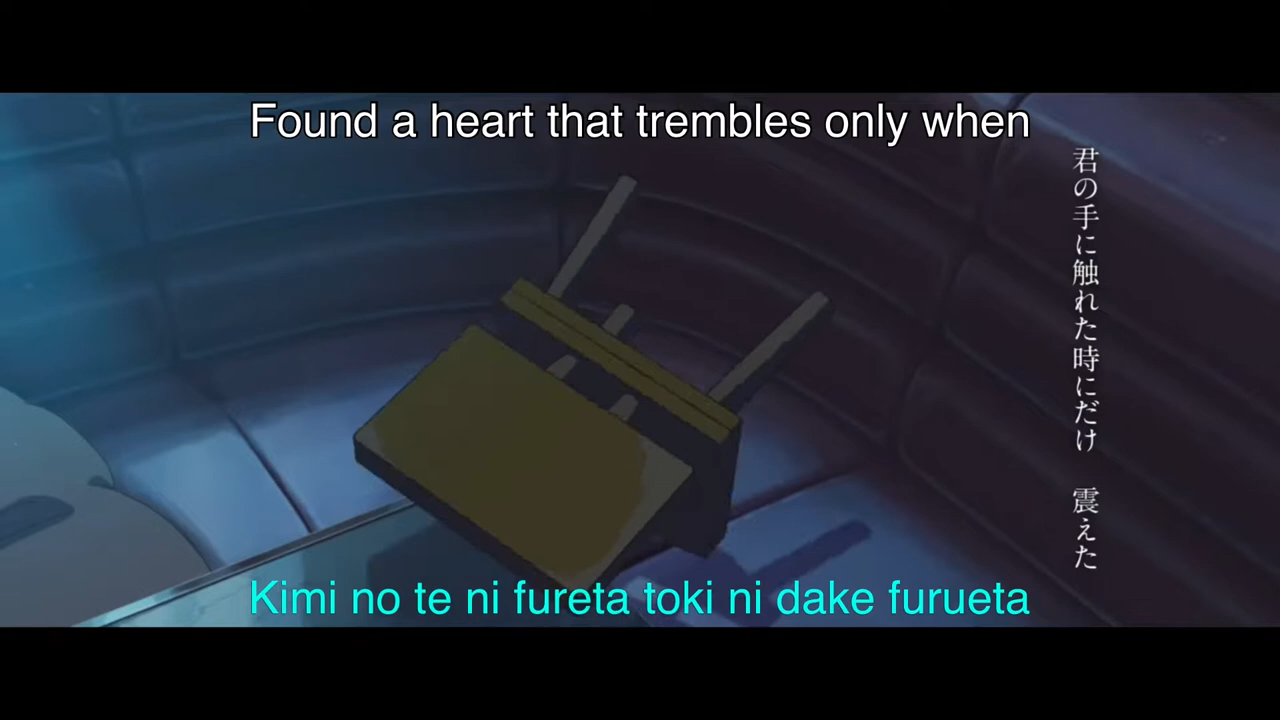 Found a heart that trembles only when
君の手に触れた時にだけ　震えた
Kimi no te ni fureta toki ni dake furueta